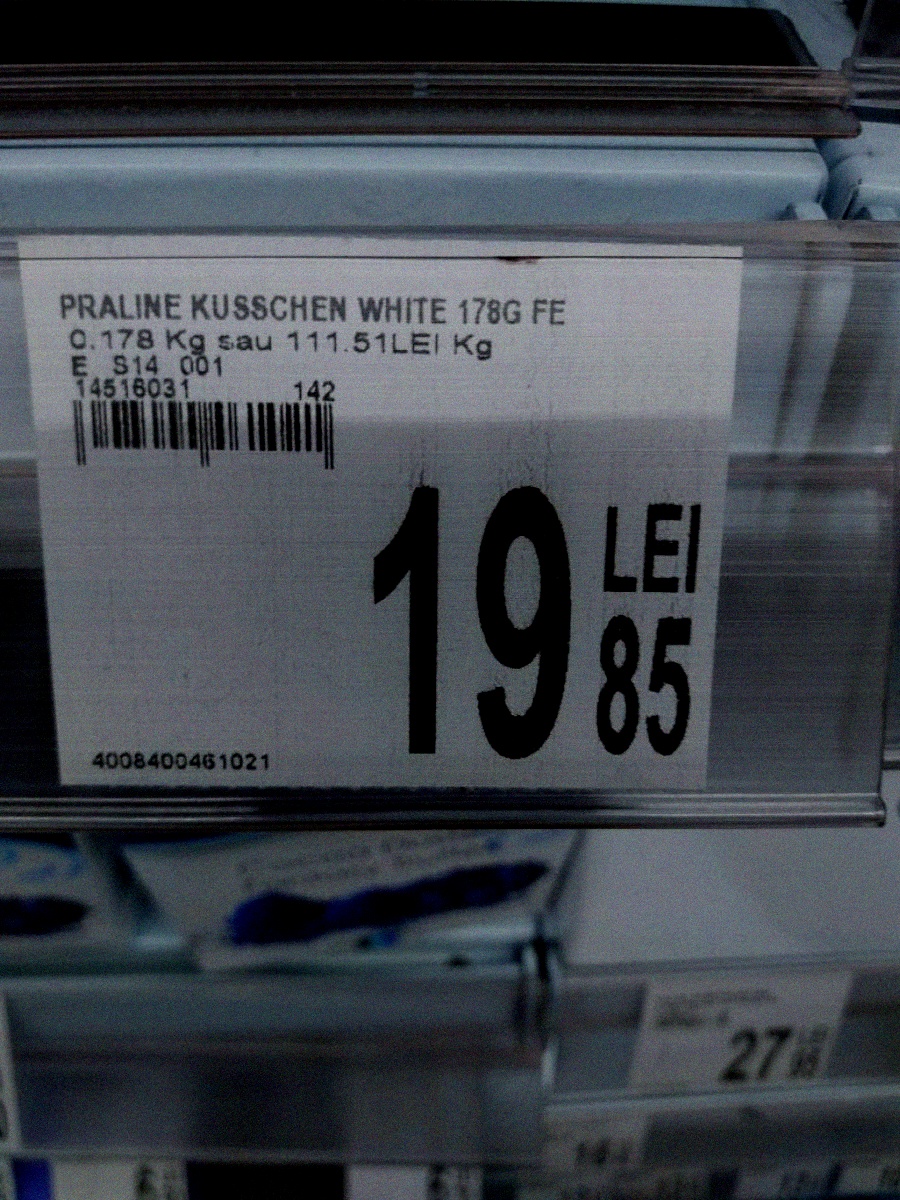 PRALINE KUSSCHEN WHITE 178G FE
0.178 Kg sau 111.51LEI Kg
E S14 001
14516031 142
19 LEI
85
4008400461021
27